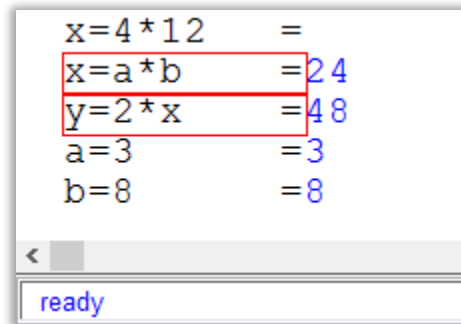 x=4*12 =
x=a*b =24
y=2*x =48
a=3 =3
b=8 =8
<
ready